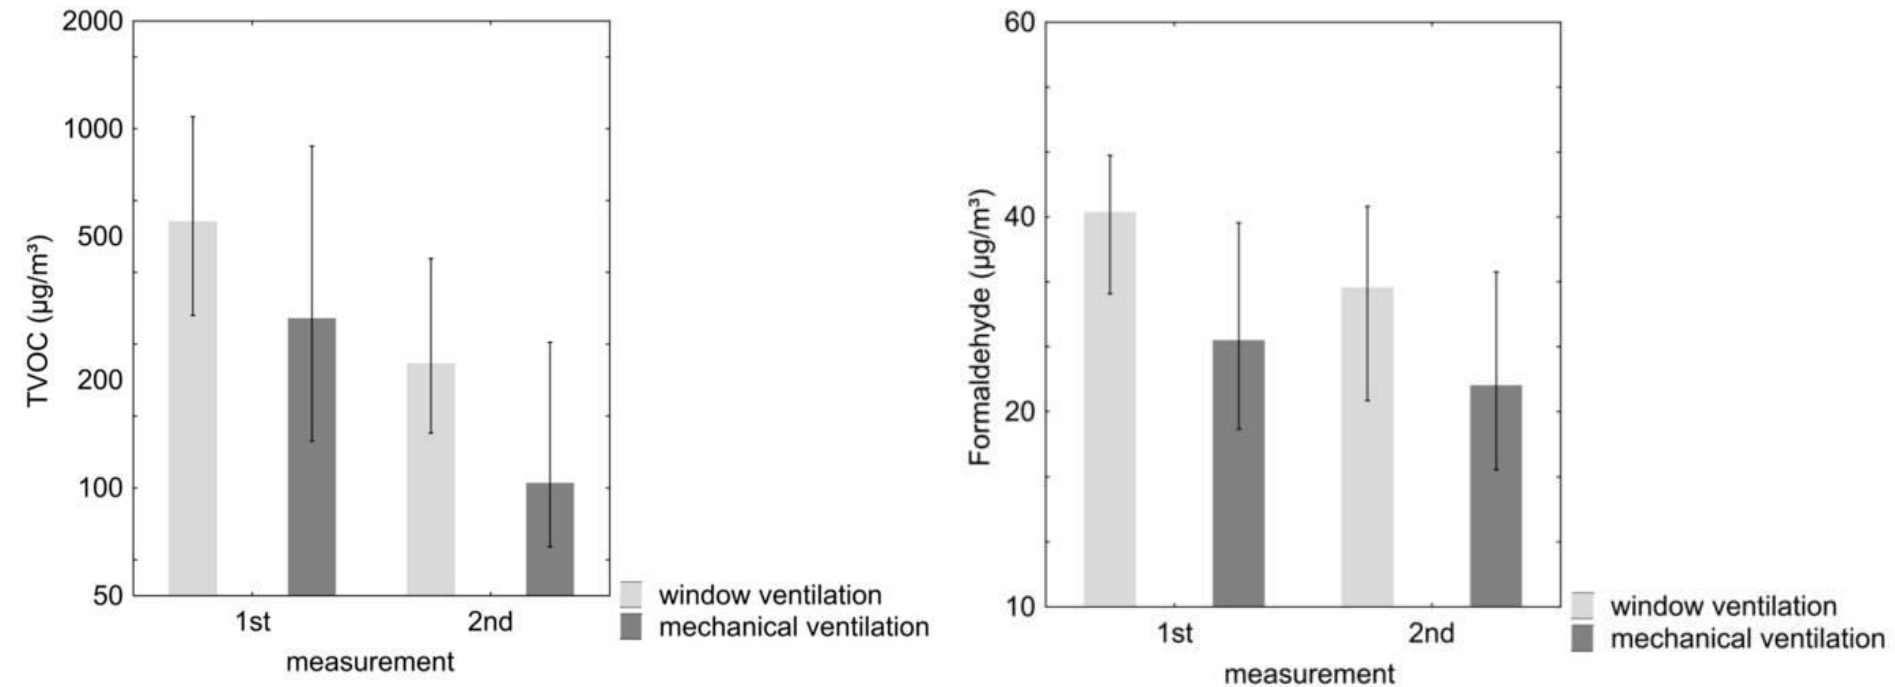 2000
1000
500
200
100
50
TVOC (µg/m³)
1st 2nd
measurement
window ventilation
mechanical ventilation
60
40
20
10
Formaldehyde (µg/m³)
1st 2nd
measurement
window ventilation
mechanical ventilation